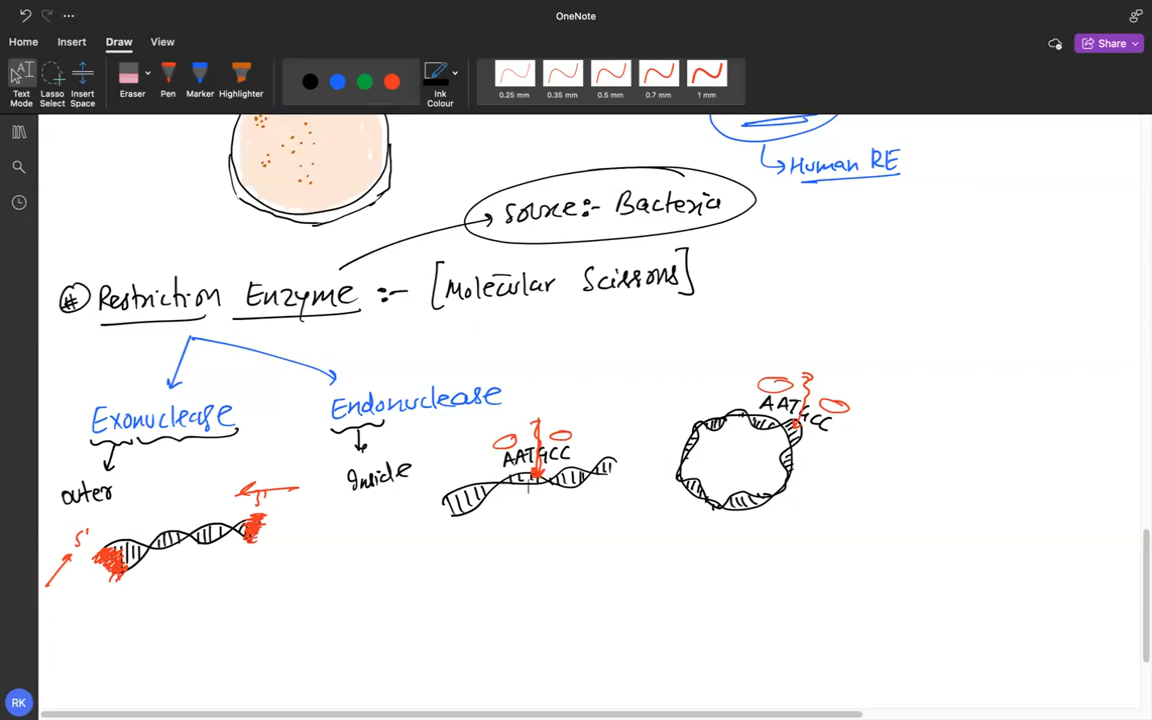 OneNote
Home Insert Draw View
Share
Text Mode
Lasso Select
Insert Space
Eraser
Pen
Marker
Highlighter
Ink Colour
0.25 mm
0.35 mm
0.5 mm
0.7 mm
1 mm
Human RE
Source:- Bacteria
# Restriction Enzyme :- [Molecular Scissors]
Exonuclease
Endonuclease
outer
Inside
5'
AATGCC
AATGCC
RK